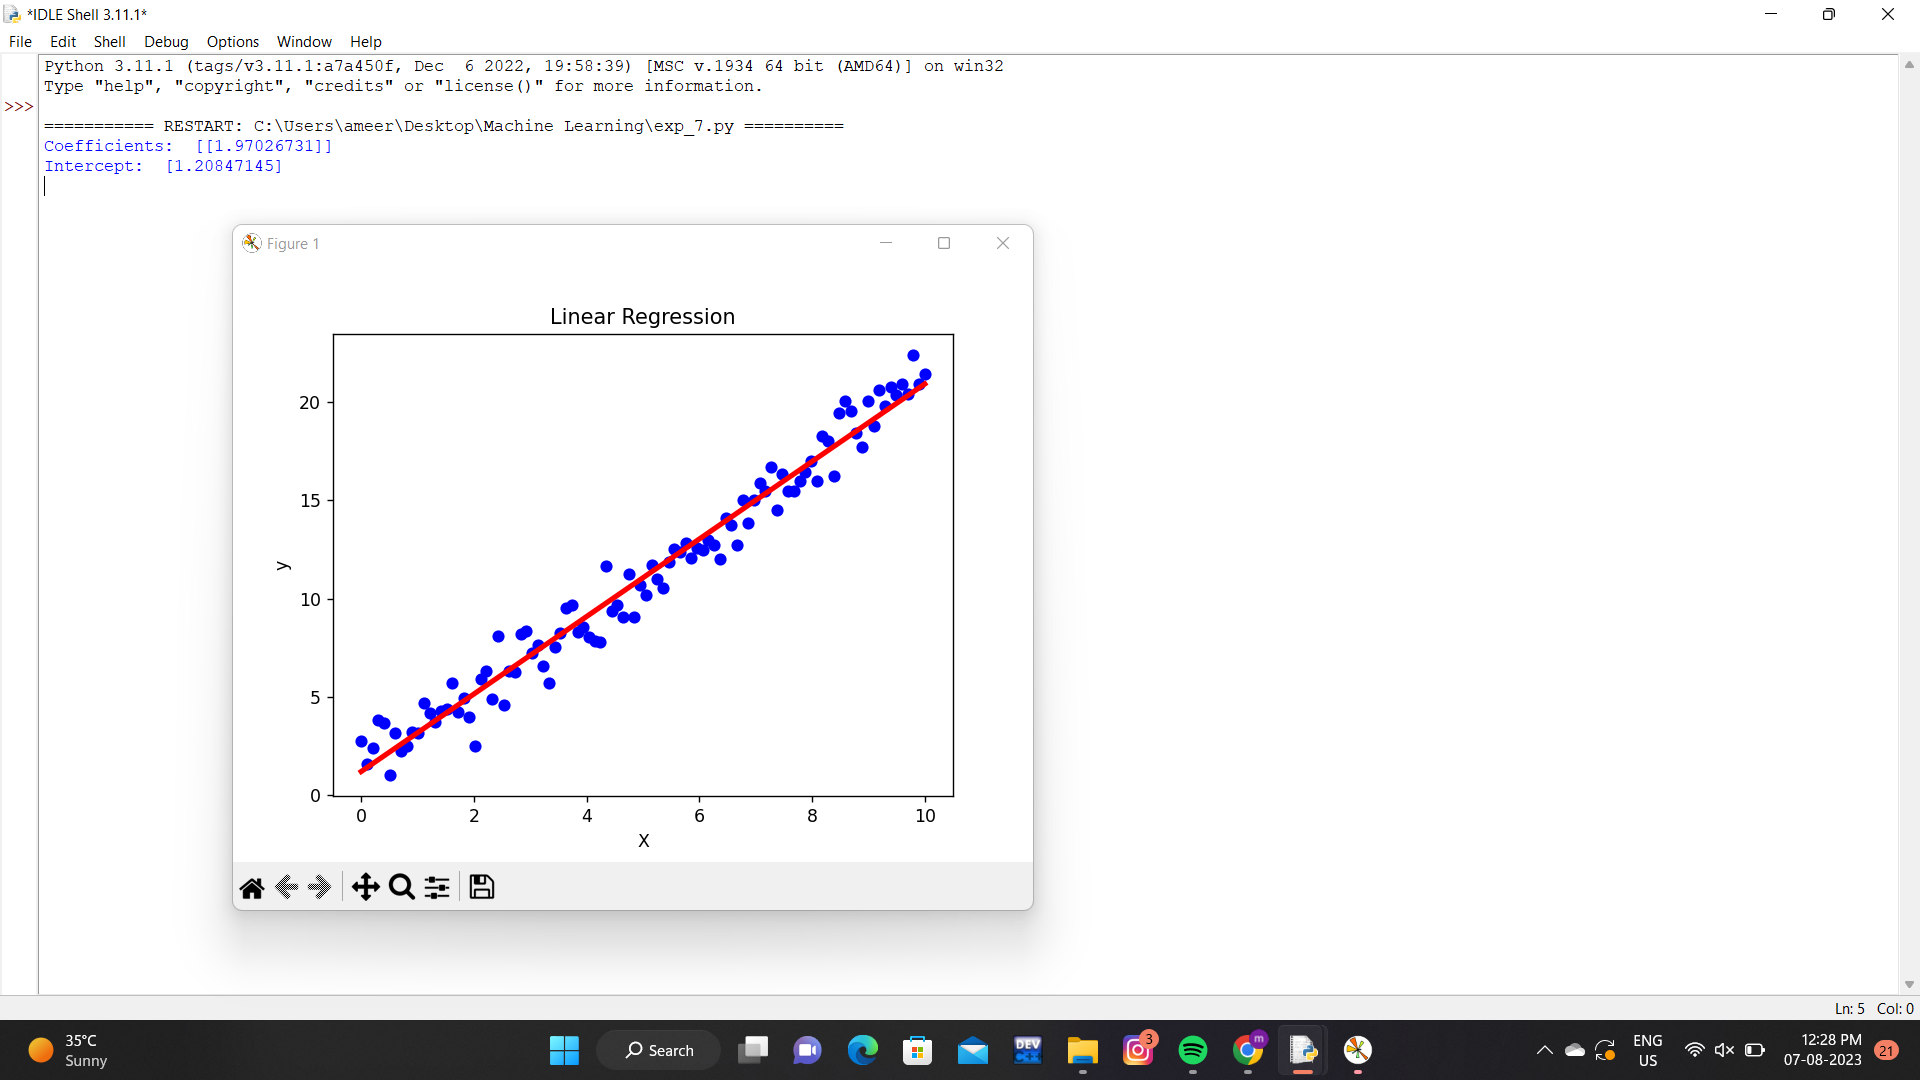 *IDLE Shell 3.11.1*
File Edit Shell Debug Options Window Help
Python 3.11.1 (tags/v3.11.1:a7a450f, Dec  6 2022, 19:58:39) [MSC v.1934 64 bit (AMD64)] on win32
Type "help", "copyright", "credits" or "license()" for more information.
>>>
=========== RESTART: C:\Users\ameer\Desktop\Machine Learning\exp_7.py ==========
Coefficients:  [[1.97026731]]
Intercept:  [1.20847145]
Figure 1
Linear Regression
20
15
y
10
5
0
0 2 4 6 8 10
X
Ln: 5 Col: 0
35°C
Sunny
Search
DEV
C++
3
m
ENG
US
12:28 PM
07-08-2023
21